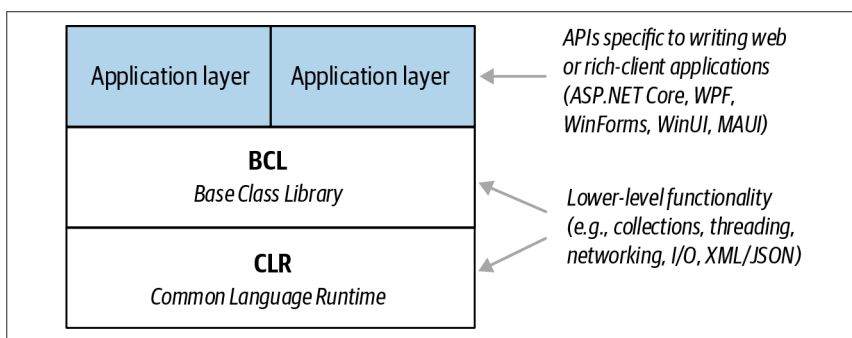 Application layer
Application layer
APIs specific to writing web
or rich-client applications
(ASP.NET Core, WPF,
WinForms, WinUI, MAUI)
BCL
Base Class Library
Lower-level functionality
(e.g., collections, threading,
networking, I/O, XML/JSON)
CLR
Common Language Runtime